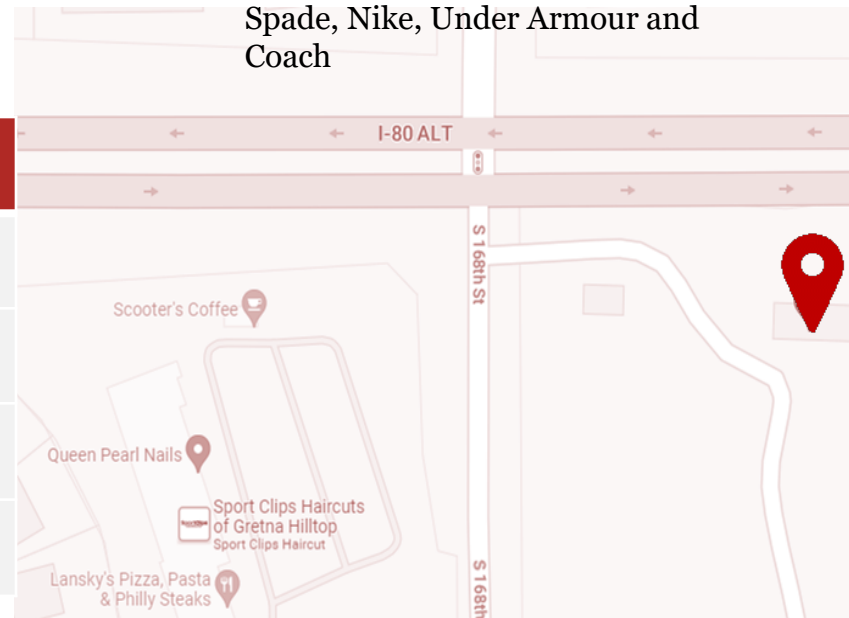 Spade, Nike, Under Armour and
Coach
I-80 ALT
S 168th St
Scooter's Coffee
Queen Pearl Nails
Sport Clips Haircuts
of Gretna Hilltop
Sport Clips Haircut
Lansky's Pizza, Pasta
& Philly Steaks
S 168th